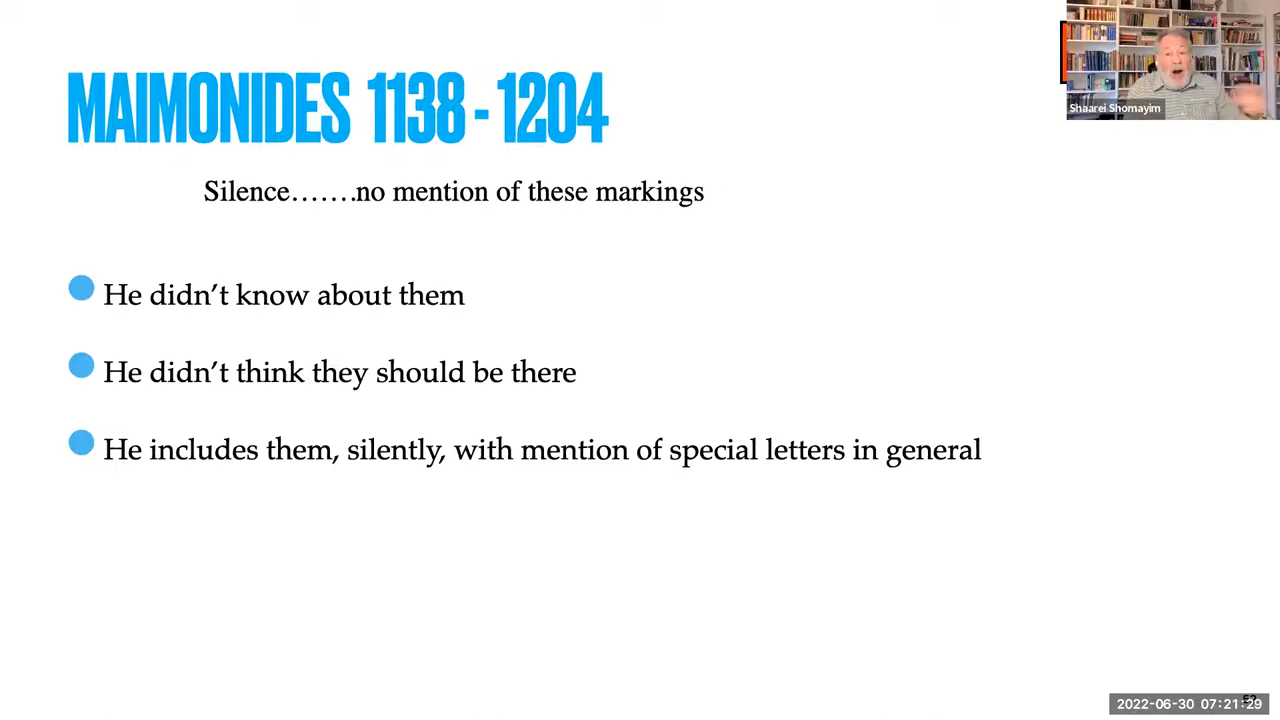 MAIMONIDES 1138 - 1204
Shaarei Shomayim
Silence.......no mention of these markings
He didn't know about them
He didn't think they should be there
He includes them, silently, with mention of special letters in general
2022-06-30 07:21:29